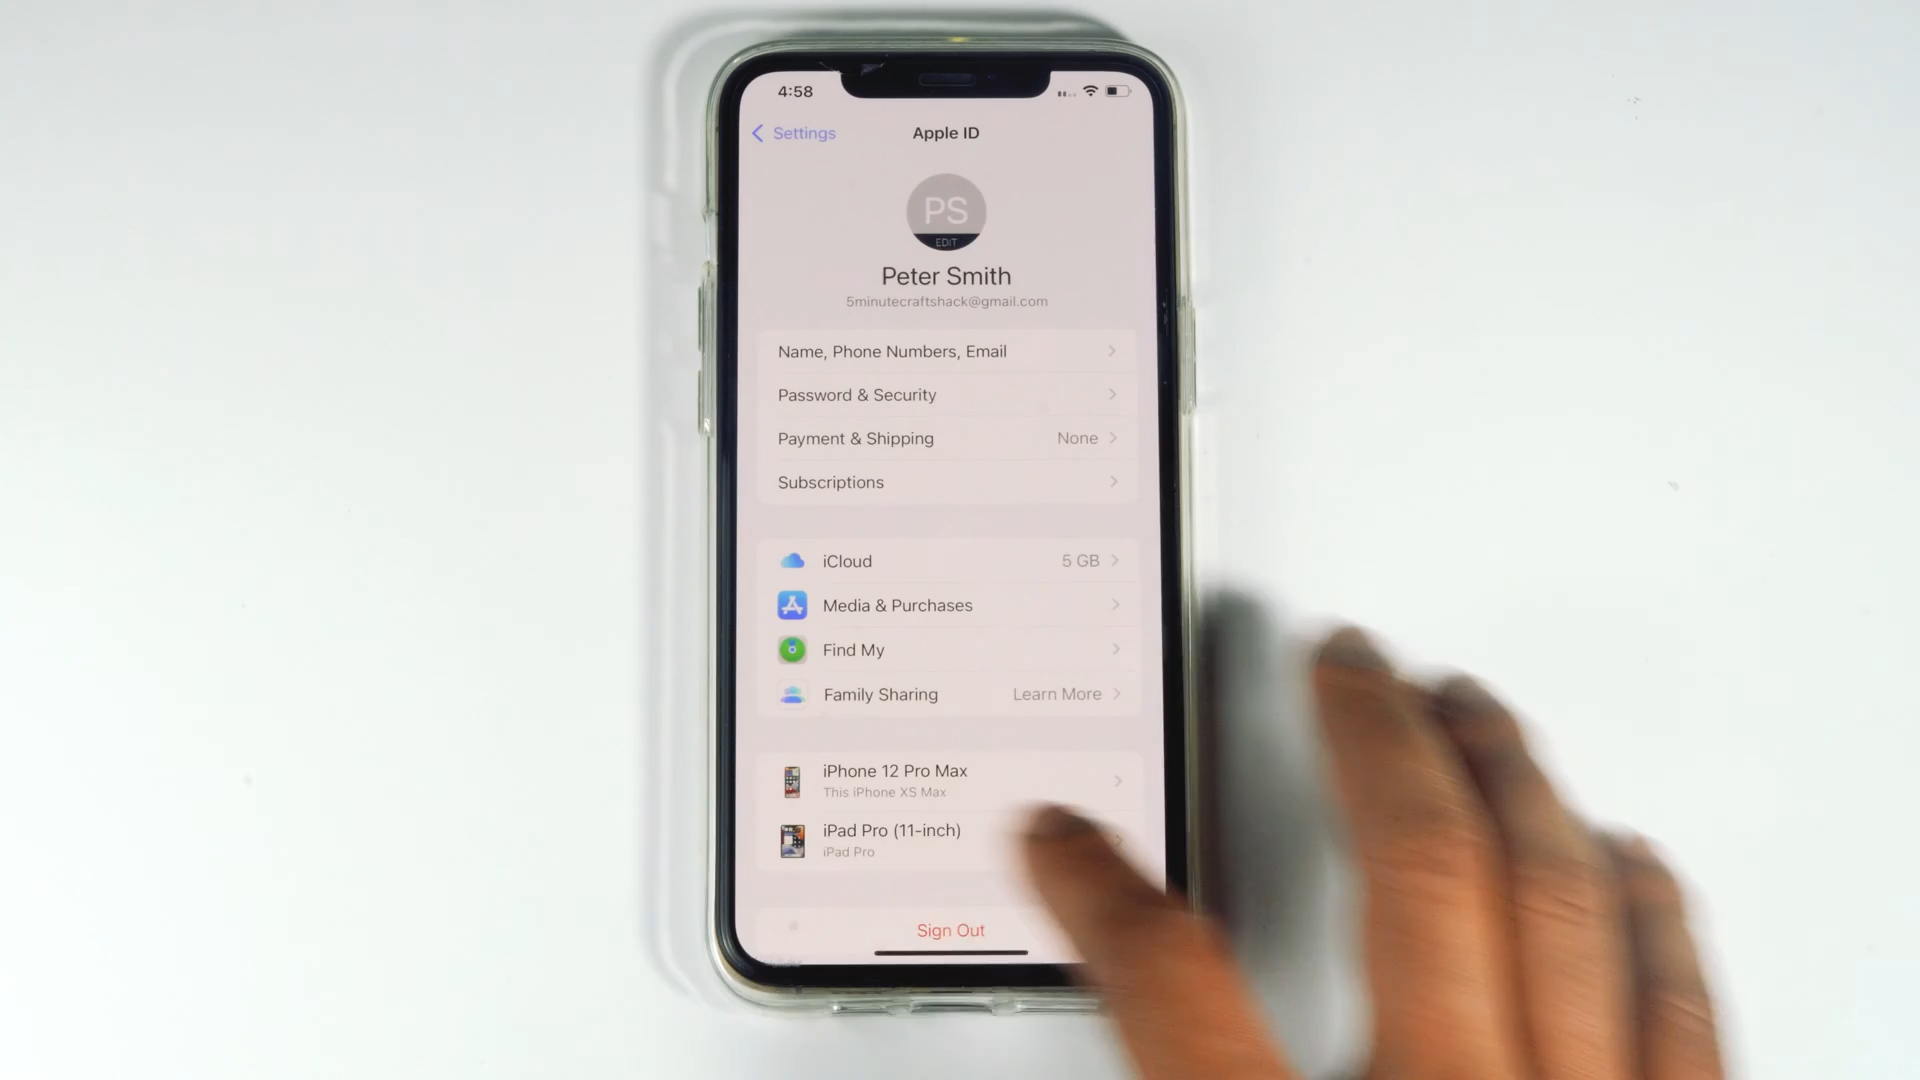 4:58
Settings
Apple ID
PS
EDIT
Peter Smith
5minutecraftshack@gmail.com
Name, Phone Numbers, Email
Password & Security
Payment & Shipping None
Subscriptions
iCloud 5 GB
Media & Purchases
Find My
Family Sharing Learn More
iPhone 12 Pro Max
This iPhone XS Max
iPad Pro (11-inch)
iPad Pro
Sign Out